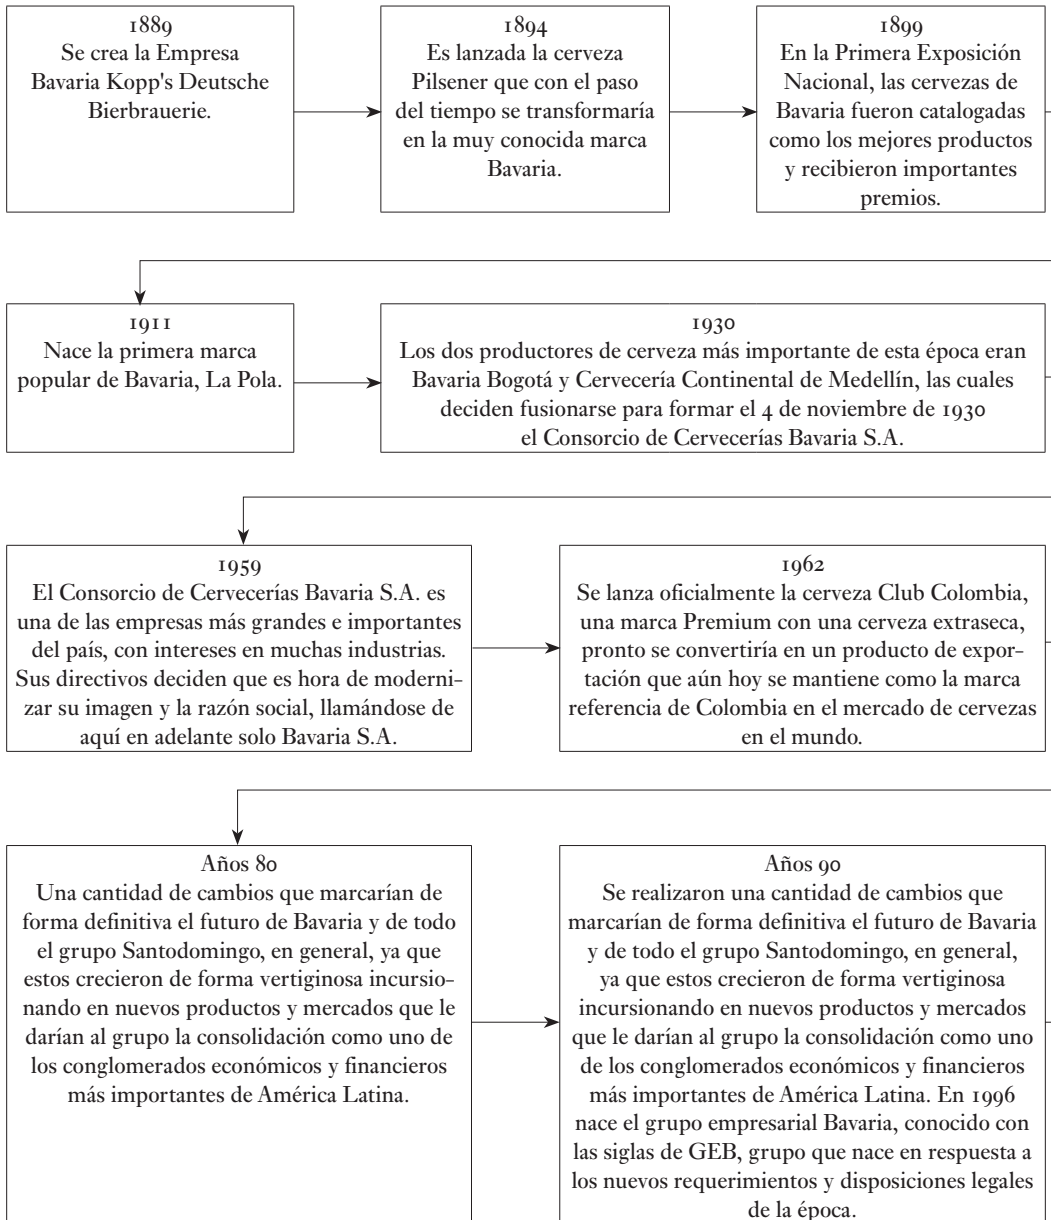 1889
Se crea la Empresa
Bavaria Kopp's Deutsche
Bierbrauerie.
1894
Es lanzada la cerveza
Pilsener que con el paso
del tiempo se transformaría
en la muy conocida marca
Bavaria.
1899
En la Primera Exposición
Nacional, las cervezas de
Bavaria fueron catalogadas
como los mejores productos
y recibieron importantes
premios.
1911
Nace la primera marca
popular de Bavaria, La Pola.
1930
Los dos productores de cerveza más importante de esta época eran
Bavaria Bogotá y Cervecería Continental de Medellín, las cuales
deciden fusionarse para formar el 4 de noviembre de 1930
el Consorcio de Cervecerías Bavaria S.A.
1959
El Consorcio de Cervecerías Bavaria S.A. es
una de las empresas más grandes e importantes
del país, con intereses en muchas industrias.
Sus directivos deciden que es hora de moderni-
zar su imagen y la razón social, llamándose de
aquí en adelante solo Bavaria S.A.
1962
Se lanza oficialmente la cerveza Club Colombia,
una marca Premium con una cerveza extraseca,
pronto se convertiría en un producto de expor-
tación que aún hoy se mantiene como la marca
referencia de Colombia en el mercado de cervezas
en el mundo.
Años 80
Una cantidad de cambios que marcarían de
forma definitiva el futuro de Bavaria y de todo
el grupo Santodomingo, en general, ya que
estos crecieron de forma vertiginosa incursio-
nando en nuevos productos y mercados que le
darían al grupo la consolidación como uno de
los conglomerados económicos y financieros
más importantes de América Latina.
Años 90
Se realizaron una cantidad de cambios que
marcarían de forma definitiva el futuro de Bavaria
y de todo el grupo Santodomingo, en general,
ya que estos crecieron de forma vertiginosa
incursionando en nuevos productos y mercados
que le darían al grupo la consolidación como uno
de los conglomerados económicos y financieros
más importantes de América Latina. En 1996
nace el grupo empresarial Bavaria, conocido con
las siglas de GEB, grupo que nace en respuesta a
los nuevos requerimientos y disposiciones legales
de la época.